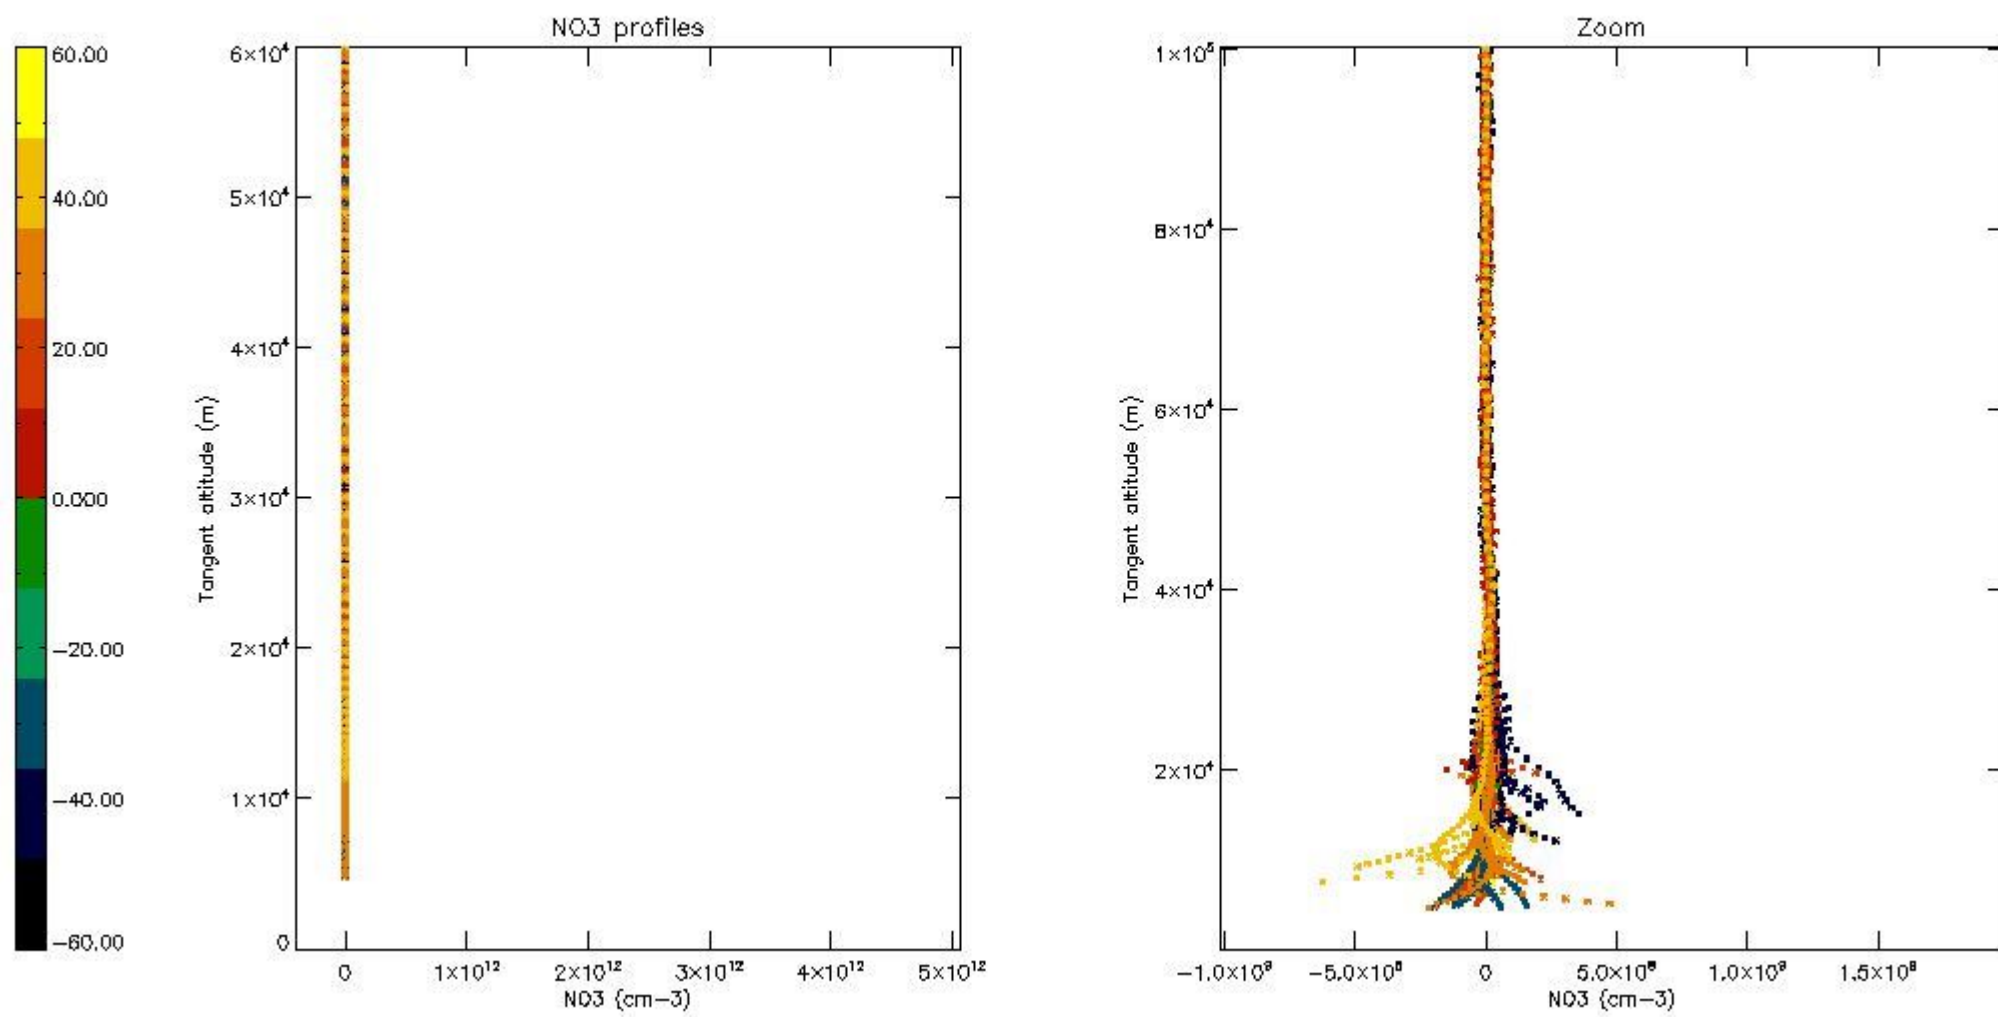 NO3 profiles
Zoom
60.00
40.00
20.00
0.000
−20.00
−40.00
−60.00
6×10⁴
5×10⁴
4×10⁴
3×10⁴
2×10⁴
1×10⁴
0
Tangent altitude (m)
0 1×10¹² 2×10¹² 3×10¹² 4×10¹² 5×10¹²
NO3 (cm−3)
1×10⁵
8×10⁴
6×10⁴
4×10⁴
2×10⁴
Tangent altitude (m)
−1.0×10⁹ −5.0×10⁸ 0 5.0×10⁸ 1.0×10⁹ 1.5×10⁹
NO3 (cm−3)